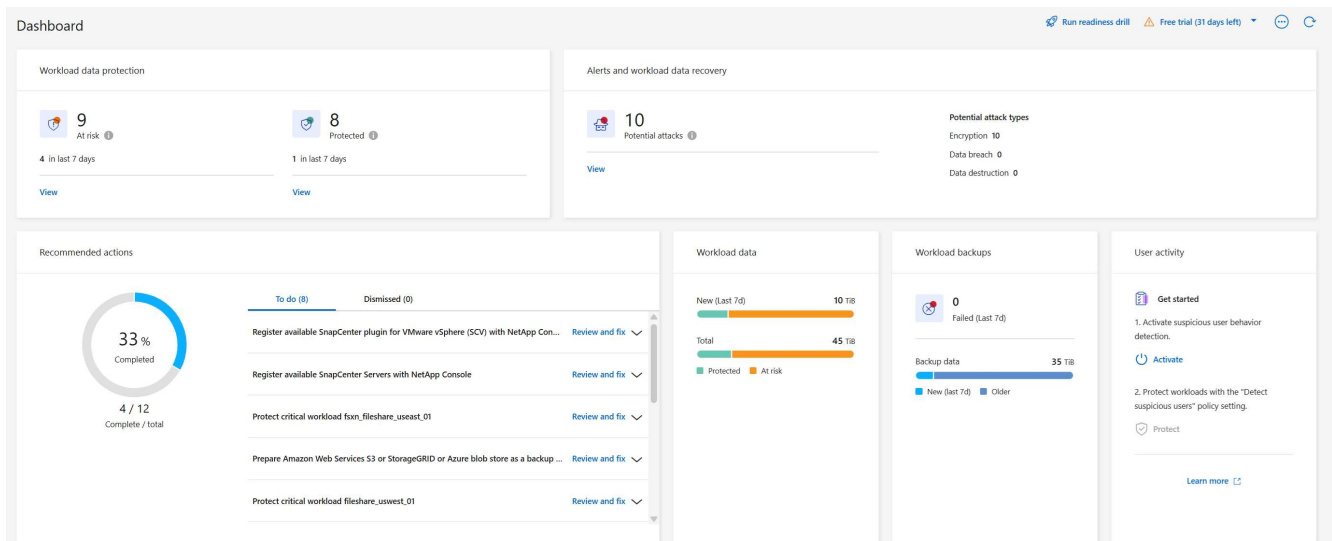 Dashboard
Run readiness drill
Free trial (31 days left)
Workload data protection
9
At risk
4 in last 7 days
View
8
Protected
1 in last 7 days
View
Alerts and workload data recovery
10
Potential attacks
View
Potential attack types
Encryption 10
Data breach 0
Data destruction 0
Recommended actions
33 %
Completed
4 / 12
Complete / total
To do (8)
Dismissed (0)
Register available SnapCenter plugin for VMware vSphere (SCV) with NetApp Con... Review and fix
Register available SnapCenter Servers with NetApp Console Review and fix
Protect critical workload fsxn_fileshare_useast_01 Review and fix
Prepare Amazon Web Services S3 or StorageGRID or Azure blob store as a backup ... Review and fix
Protect critical workload fileshare_uswest_01 Review and fix
Workload data
New (Last 7d) 10 TiB
Total 45 TiB
Protected At risk
Workload backups
0
Failed (Last 7d)
Backup data 35 TiB
New (last 7d) Older
User activity
Get started
1. Activate suspicious user behavior
detection.
Activate
2. Protect workloads with the "Detect
suspicious users" policy setting.
Protect
Learn more